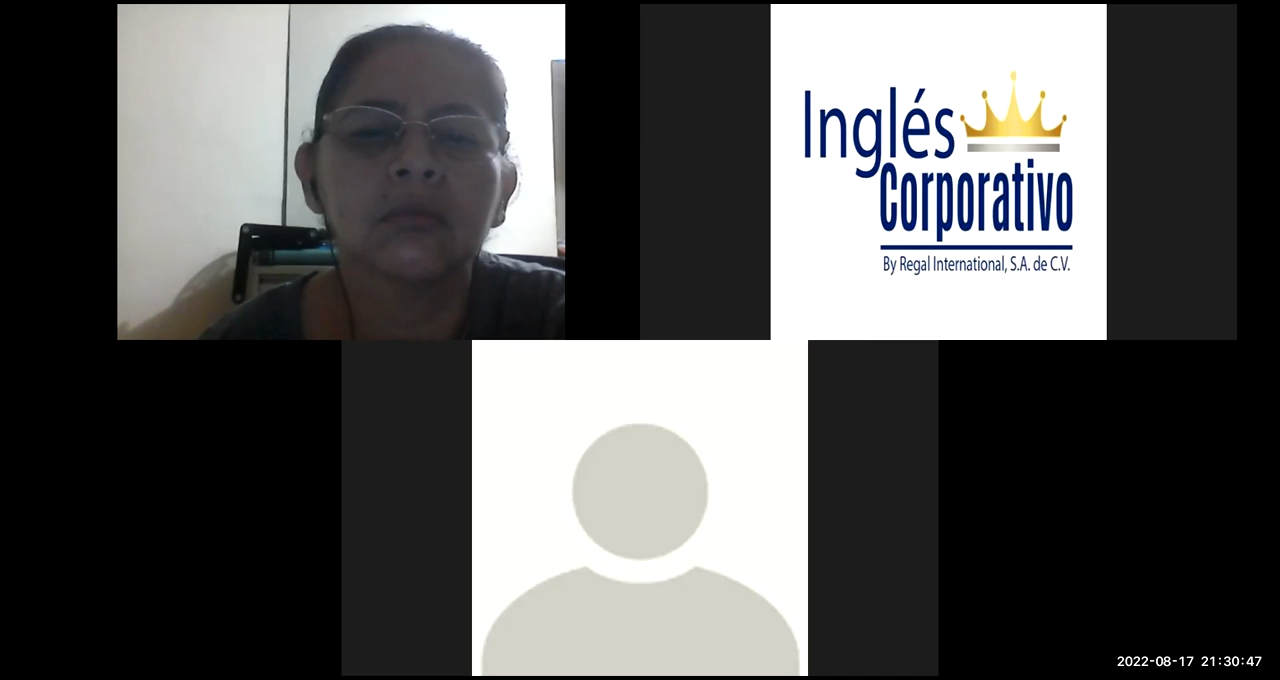 Inglés
Corporativo
By Regal International, S.A. de C.V.
2022-08-17 21:30:47